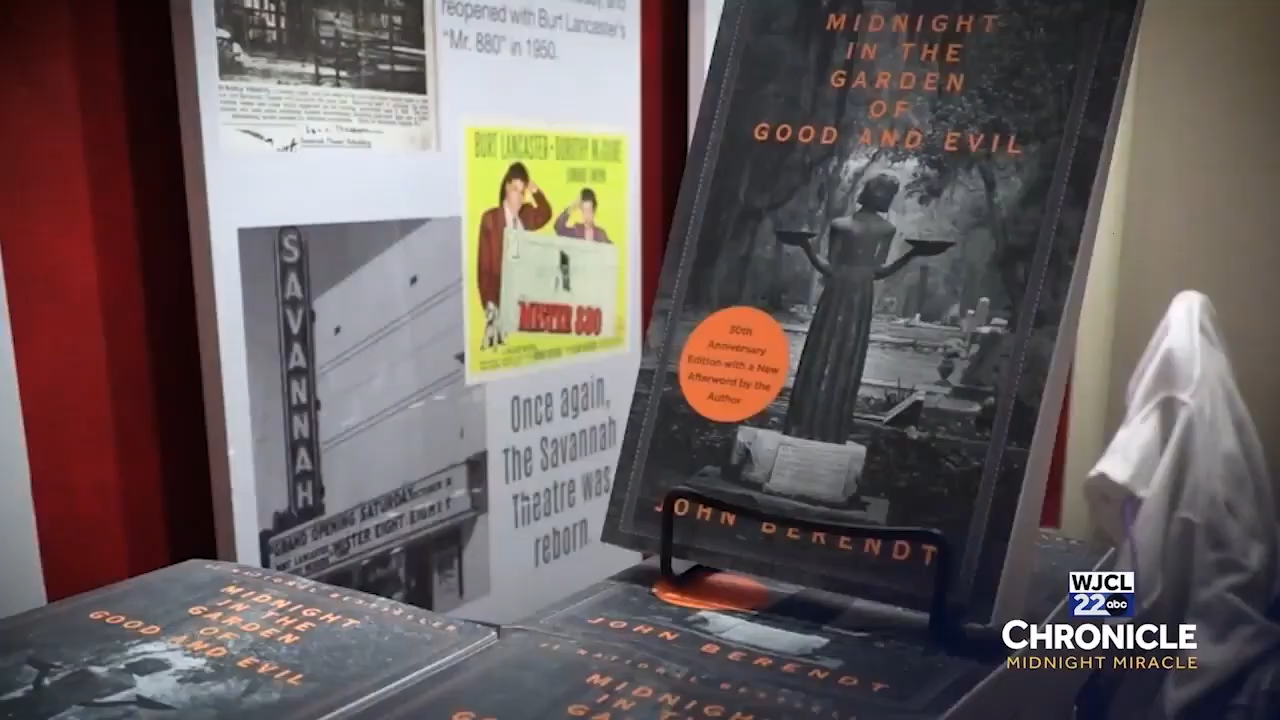 reopened with Burt Lancaster's
"Mr. 880" in 1950.
BURT LANCASTER · DOROTHY McGUIRE
MISTER 880
SAVANNAH
GRAND OPENING SATURDAY
MISTER EIGHT EIGHTY
Once again,
The Savannah
Theatre was
reborn.
MIDNIGHT
IN THE
GARDEN
OF
GOOD AND EVIL
30th
Anniversary
Edition with a New
Afterword by the
Author
JOHN BERENDT
MIDNIGHT
IN THE
GARDEN
OF
GOOD AND EVIL
JOHN BERENDT
MIDNIGHT
IN THE
WJCL
22 abc
CHRONICLE
MIDNIGHT MIRACLE